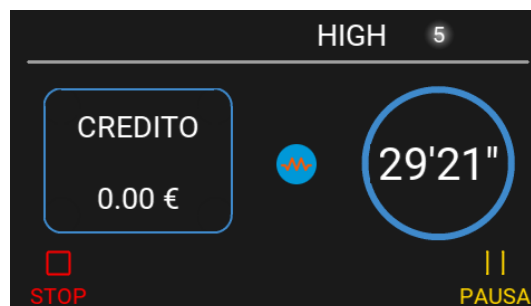 HIGH 5
CREDITO
0.00 €
29'21"
STOP
PAUSA